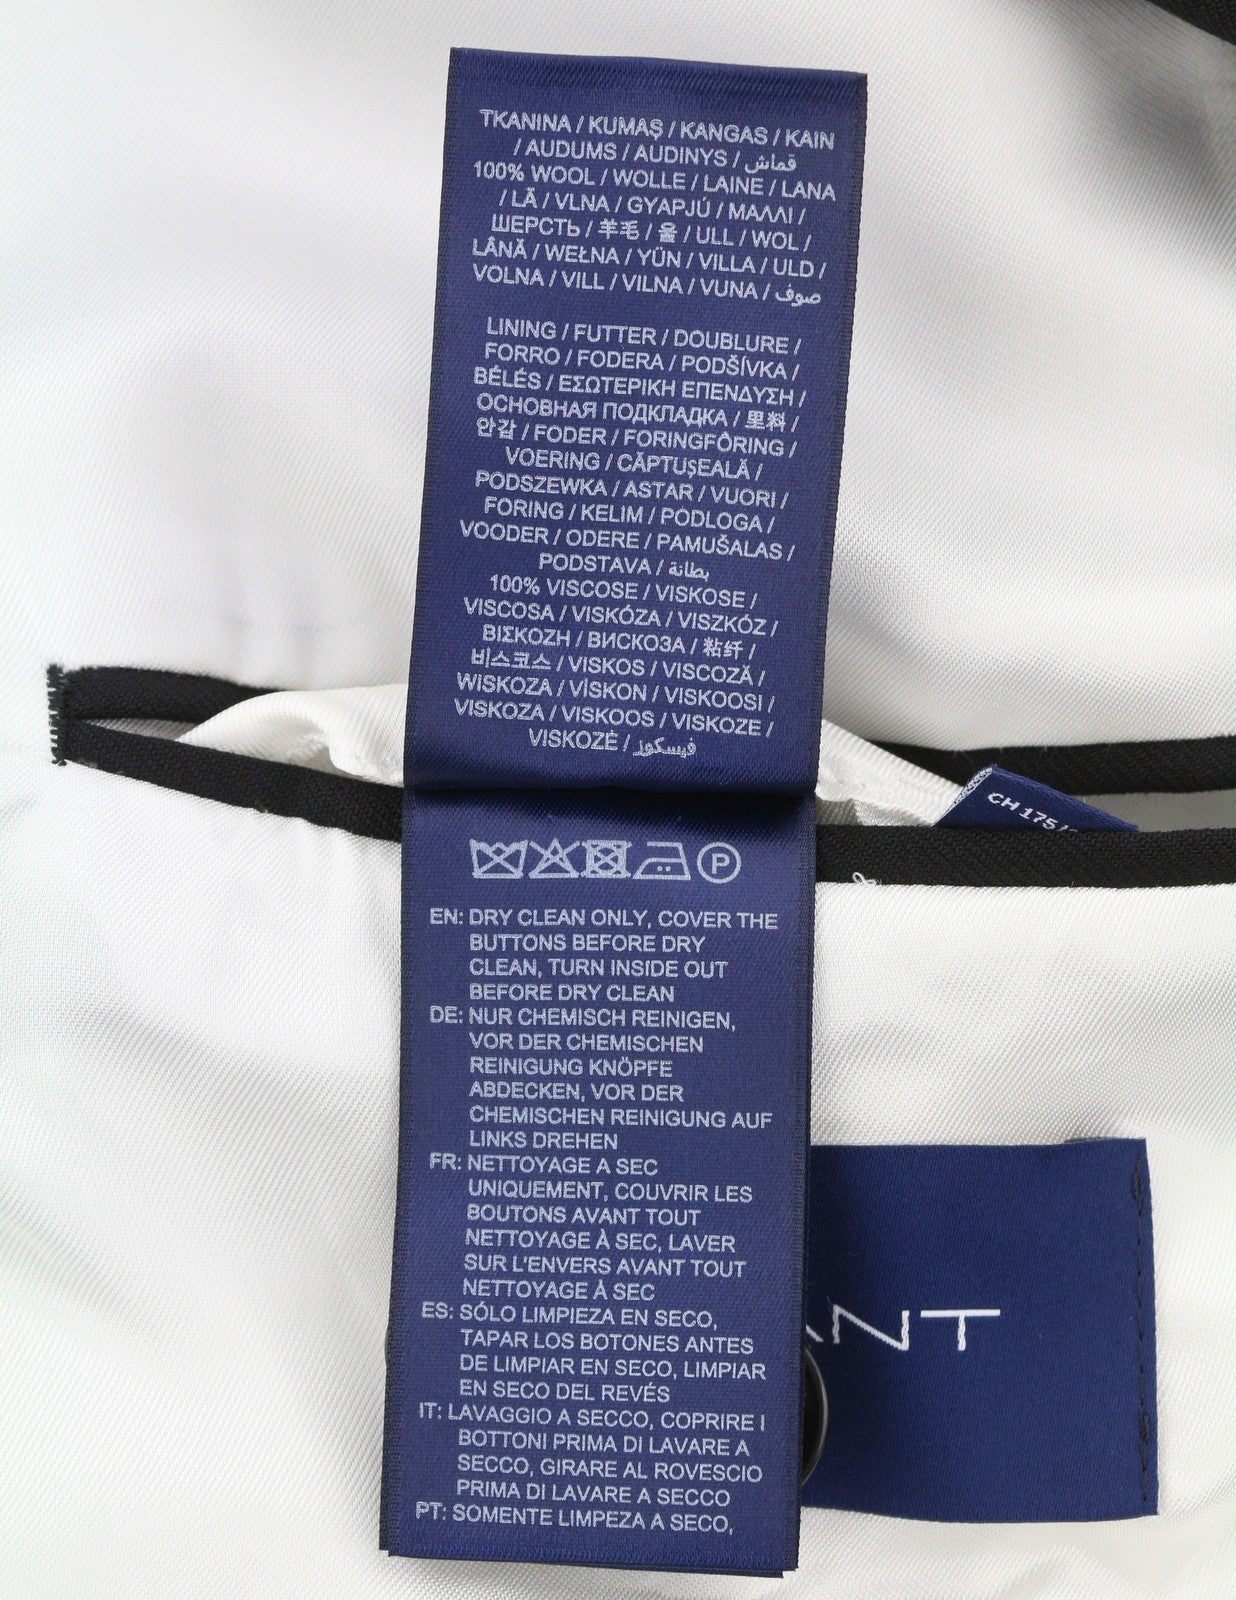 TKANINA / KUMAŞ / KANGAS / KAIN
/ AUDUMS / AUDINYS / قماش
100% WOOL / WOLLE / LAINE / LANA
/ LÃ / VLNA / GYAPJÚ / ΜΑΛΛΙ /
ШЕРСТЬ / 羊毛 / 울 / ULL / WOL /
LÂNĂ / WEŁNA / YÜN / VILLA / ULD /
VOLNA / VILL / VILNA / VUNA / صوف
LINING / FUTTER / DOUBLURE /
FORRO / FODERA / PODŠÍVKA /
BÉLÉS / ΕΣΩΤΕΡΙΚΗ ΕΠΕΝΔΥΣΗ /
ОСНОВНАЯ ПОДКЛАДКА / 里料 /
안감 / FODER / FORINGFÔRING /
VOERING / CĂPTUȘEALĂ /
PODSZEWKA / ASTAR / VUORI /
FORING / KELIM / PODLOGA /
VOODER / ODERE / PAMUŠALAS /
PODSTAVA / بطانة
100% VISCOSE / VISKOSE /
VISCOSA / VISKÓZA / VISZKÓZ /
ΒΙΣΚΟΖΗ / ВИСКОЗА / 粘纤 /
비스코스 / VISKOS / VISCOZĂ /
WISKOZA / VİSKON / VISKOOSI /
VISKOZA / VISKOOS / VISKOZE /
VISKOZĖ / فيسكوز
CH 175/
P
EN: DRY CLEAN ONLY, COVER THE
BUTTONS BEFORE DRY
CLEAN, TURN INSIDE OUT
BEFORE DRY CLEAN
DE: NUR CHEMISCH REINIGEN,
VOR DER CHEMISCHEN
REINIGUNG KNÖPFE
ABDECKEN, VOR DER
CHEMISCHEN REINIGUNG AUF
LINKS DREHEN
FR: NETTOYAGE A SEC
UNIQUEMENT, COUVRIR LES
BOUTONS AVANT TOUT
NETTOYAGE À SEC, LAVER
SUR L'ENVERS AVANT TOUT
NETTOYAGE À SEC
ES: SÓLO LIMPIEZA EN SECO,
TAPAR LOS BOTONES ANTES
DE LIMPIAR EN SECO, LIMPIAR
EN SECO DEL REVÉS
IT: LAVAGGIO A SECCO, COPRIRE I
BOTTONI PRIMA DI LAVARE A
SECCO, GIRARE AL ROVESCIO
PRIMA DI LAVARE A SECCO
PT: SOMENTE LIMPEZA A SECO,
ANT